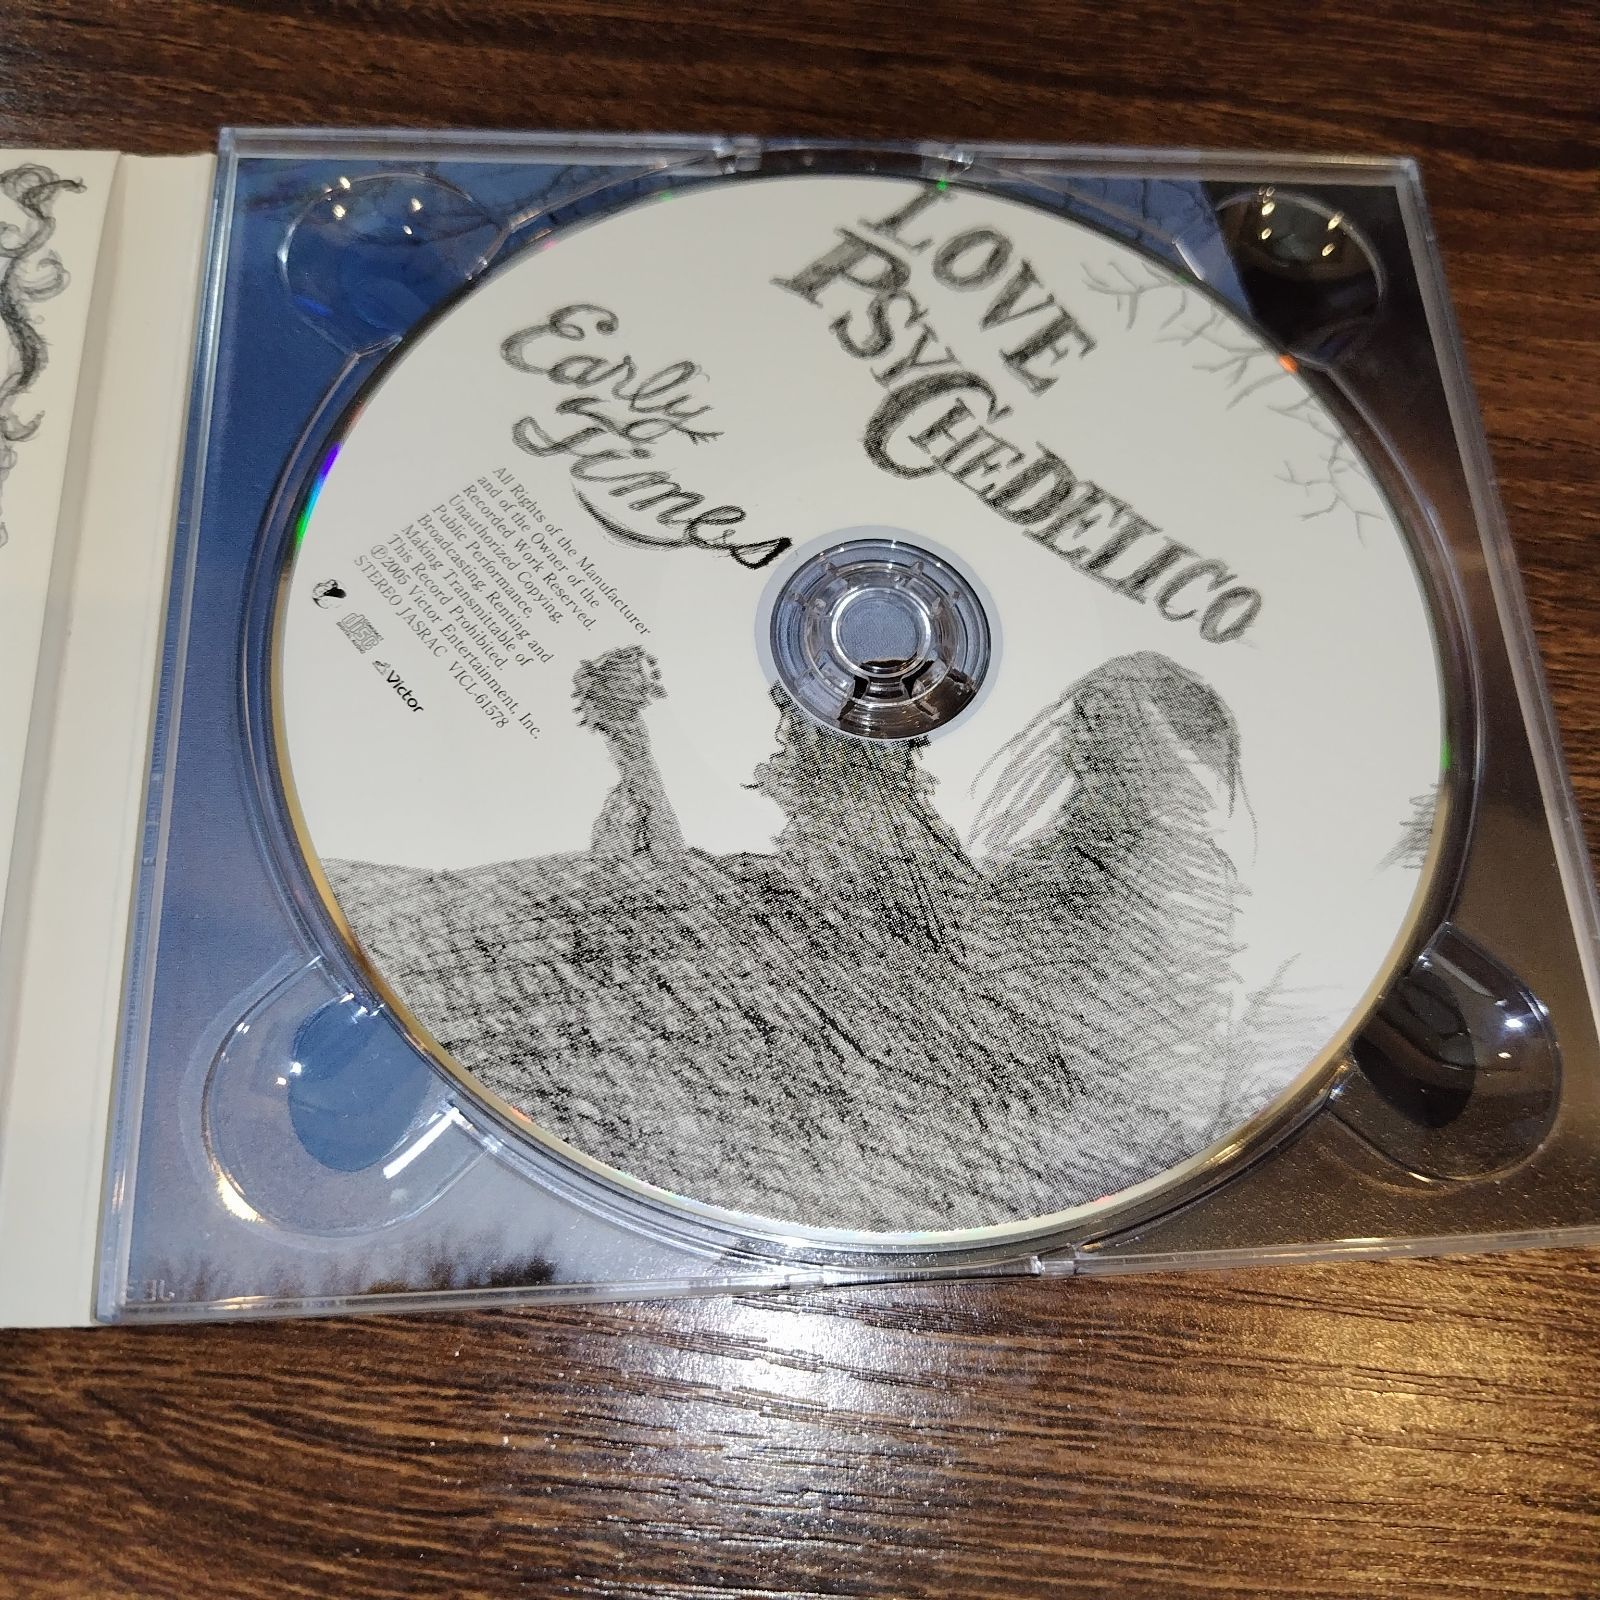 LOVE
PSYCHEDELICO
Early
Times
All Rights of the Manufacturer
and of the Owner of the
Recorded Work Reserved.
Unauthorized Copying,
Public Performance,
Broadcasting, Renting and
Making Transmittable of
This Record Prohibited.
Ⓟ2005 Victor Entertainment, Inc.
STEREO JASRAC VICL-61578
disc
Victor